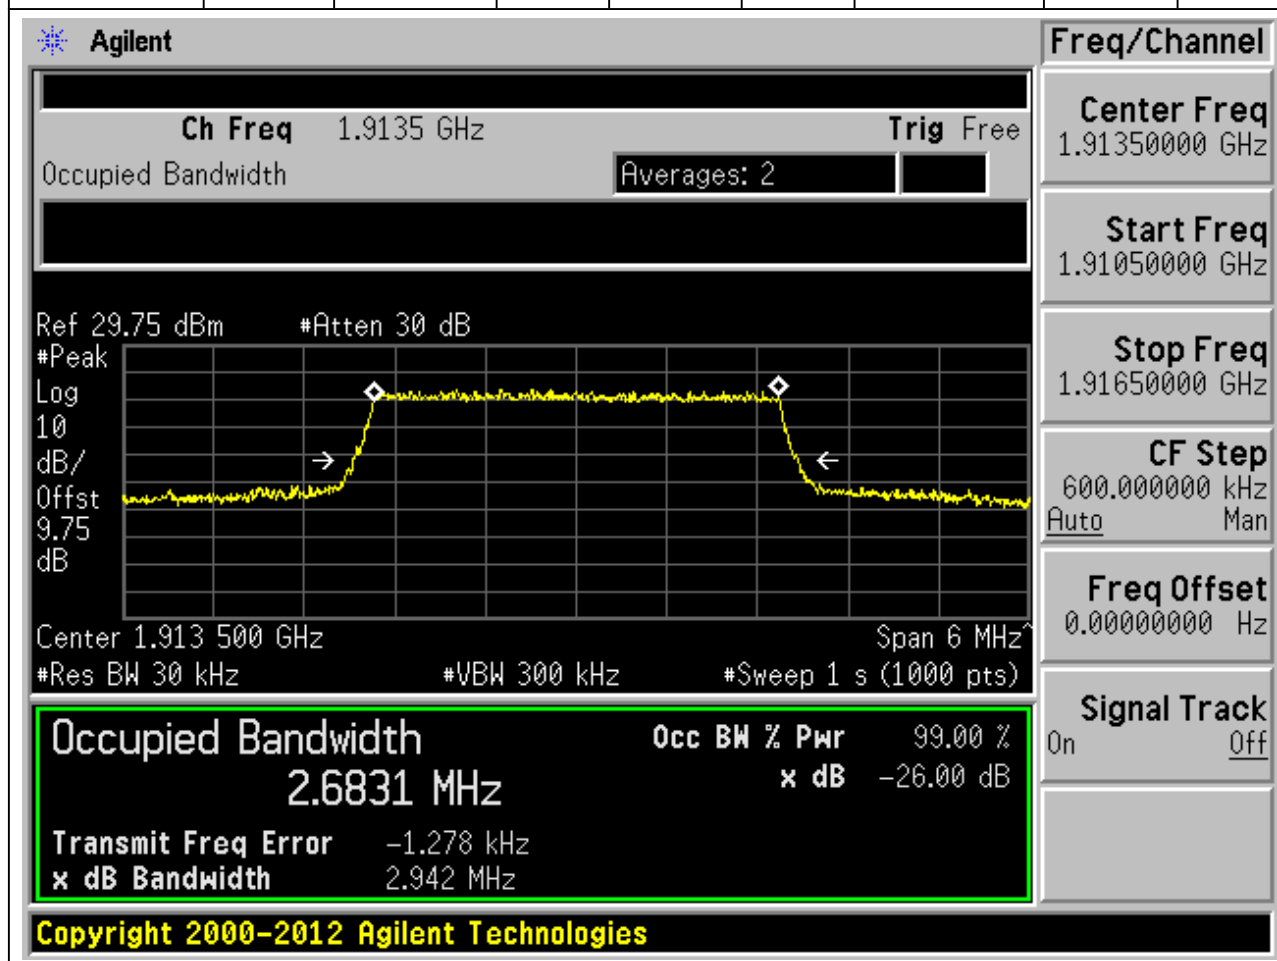 Agilent
Freq/Channel
Ch Freq 1.9135 GHz Trig Free
Occupied Bandwidth Averages: 2
Center Freq
1.91350000 GHz
Start Freq
1.91050000 GHz
Stop Freq
1.91650000 GHz
CF Step
600.000000 kHz
Auto Man
Freq Offset
0.00000000 Hz
Signal Track
On Off
Ref 29.75 dBm #Atten 30 dB
#Peak
Log
10
dB/
Offst
9.75
dB
Center 1.913 500 GHz Span 6 MHz^
#Res BW 30 kHz #VBW 300 kHz #Sweep 1 s (1000 pts)
Occupied Bandwidth
2.6831 MHz
Occ BW % Pwr 99.00 %
x dB -26.00 dB
Transmit Freq Error -1.278 kHz
x dB Bandwidth 2.942 MHz
Copyright 2000-2012 Agilent Technologies